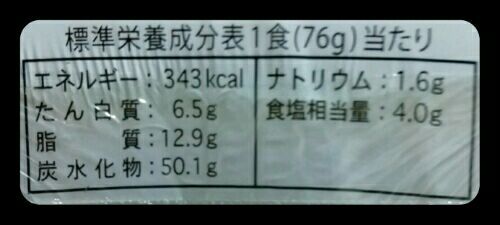 標準栄養成分表1食(76g)当たり
エネルギー:343kcal
たん白質:6.5g
脂質:12.9g
炭水化物:50.1g
ナトリウム:1.6g
食塩相当量:4.0g